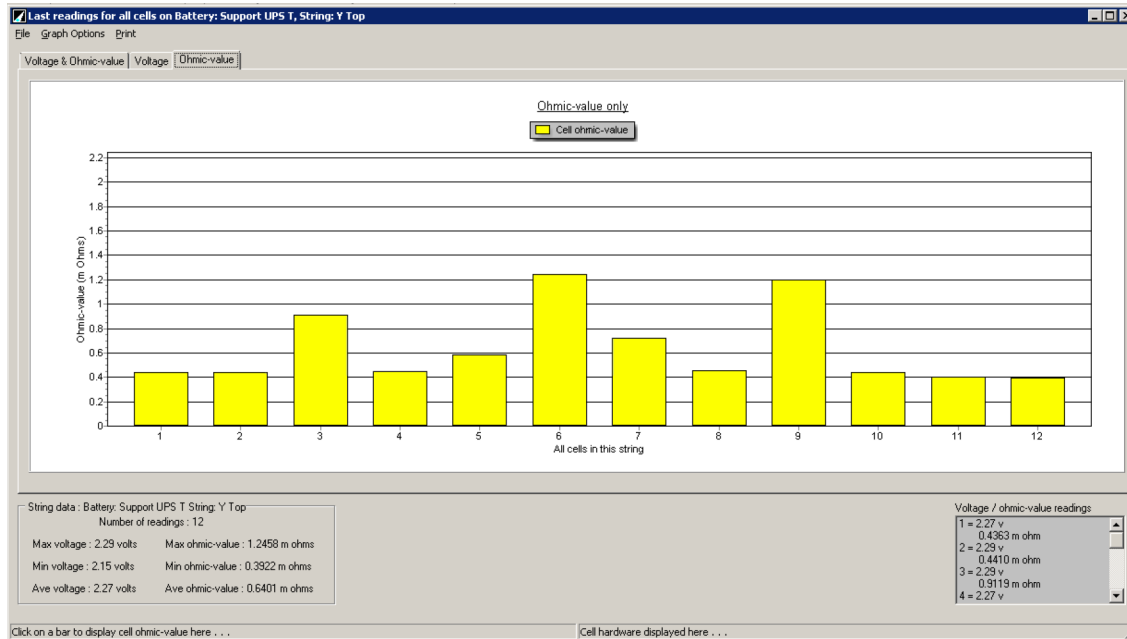 Last readings for all cells on Battery: Support UPS T, String: Y Top
File Graph Options Print
Voltage & Ohmic-value Voltage Ohmic-value
Ohmic-value only
Cell ohmic-value
Ohmic-value (m Ohms)
2.2
2
1.8
1.6
1.4
1.2
1
0.8
0.6
0.4
0.2
0
1 2 3 4 5 6 7 8 9 10 11 12
All cells in this string
String data : Battery: Support UPS T String: Y Top
Number of readings : 12
Max voltage : 2.29 volts Max ohmic-value : 1.2458 m ohms
Min voltage : 2.15 volts Min ohmic-value : 0.3922 m ohms
Ave voltage : 2.27 volts Ave ohmic-value : 0.6401 m ohms
Voltage / ohmic-value readings
1 = 2.27 v
0.4363 m ohm
2 = 2.29 v
0.4410 m ohm
3 = 2.29 v
0.9119 m ohm
4 = 2.27 v
Click on a bar to display cell ohmic-value here . . . Cell hardware displayed here . . .